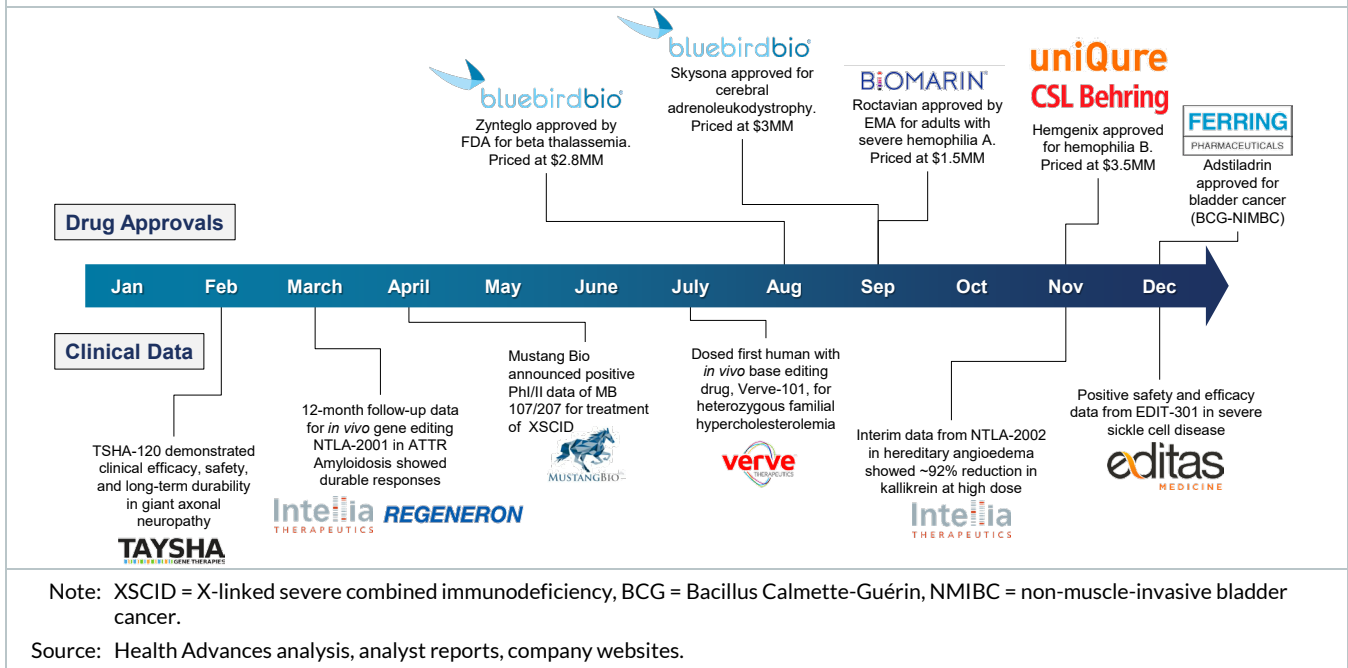 bluebirdbio
Zynteglo approved by
FDA for beta thalassemia.
Priced at $2.8MM
bluebirdbio
Skysona approved for
cerebral
adrenoleukodystrophy.
Priced at $3MM
BIOMARIN
Roctavian approved by
EMA for adults with
severe hemophilia A.
Priced at $1.5MM
uniQure
CSL Behring
Hemgenix approved
for hemophilia B.
Priced at $3.5MM
FERRING
PHARMACEUTICALS
Adstiladrin
approved for
bladder cancer
(BCG-NIMBC)
Drug Approvals
Jan Feb March April May June July Aug Sep Oct Nov Dec
Clinical Data
TSHA-120 demonstrated
clinical efficacy, safety,
and long-term durability
in giant axonal
neuropathy
TAYSHA
GENE THERAPIES
12-month follow-up data
for in vivo gene editing
NTLA-2001 in ATTR
Amyloidosis showed
durable responses
Intellia
THERAPEUTICS
REGENERON
Mustang Bio
announced positive
PhI/II data of MB
107/207 for treatment
of XSCID
MUSTANGBIO
Dosed first human with
in vivo base editing
drug, Verve-101, for
heterozygous familial
hypercholesterolemia
verve
THERAPEUTICS
Interim data from NTLA-2002
in hereditary angioedema
showed ~92% reduction in
kallikrein at high dose
Intellia
THERAPEUTICS
Positive safety and efficacy
data from EDIT-301 in severe
sickle cell disease
editas
MEDICINE
Note: XSCID = X-linked severe combined immunodeficiency, BCG = Bacillus Calmette-Guérin, NMIBC = non-muscle-invasive bladder
cancer.
Source: Health Advances analysis, analyst reports, company websites.